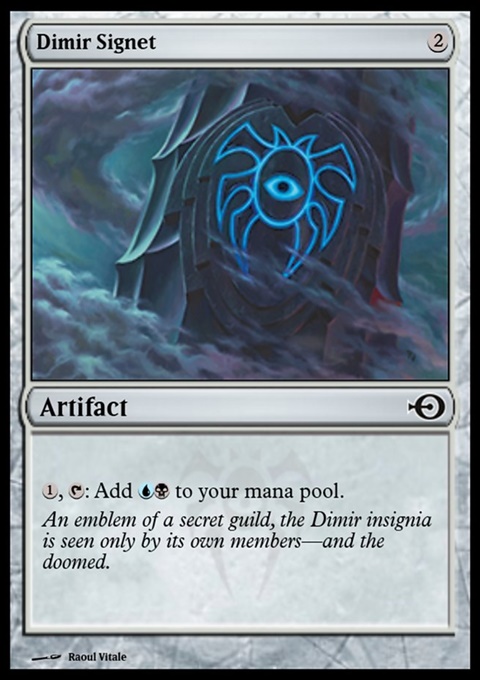 Dimir Signet 2
Artifact
1, : Add to your mana pool.
An emblem of a secret guild, the Dimir insignia
is seen only by its own members—and the
doomed.
Raoul Vitale